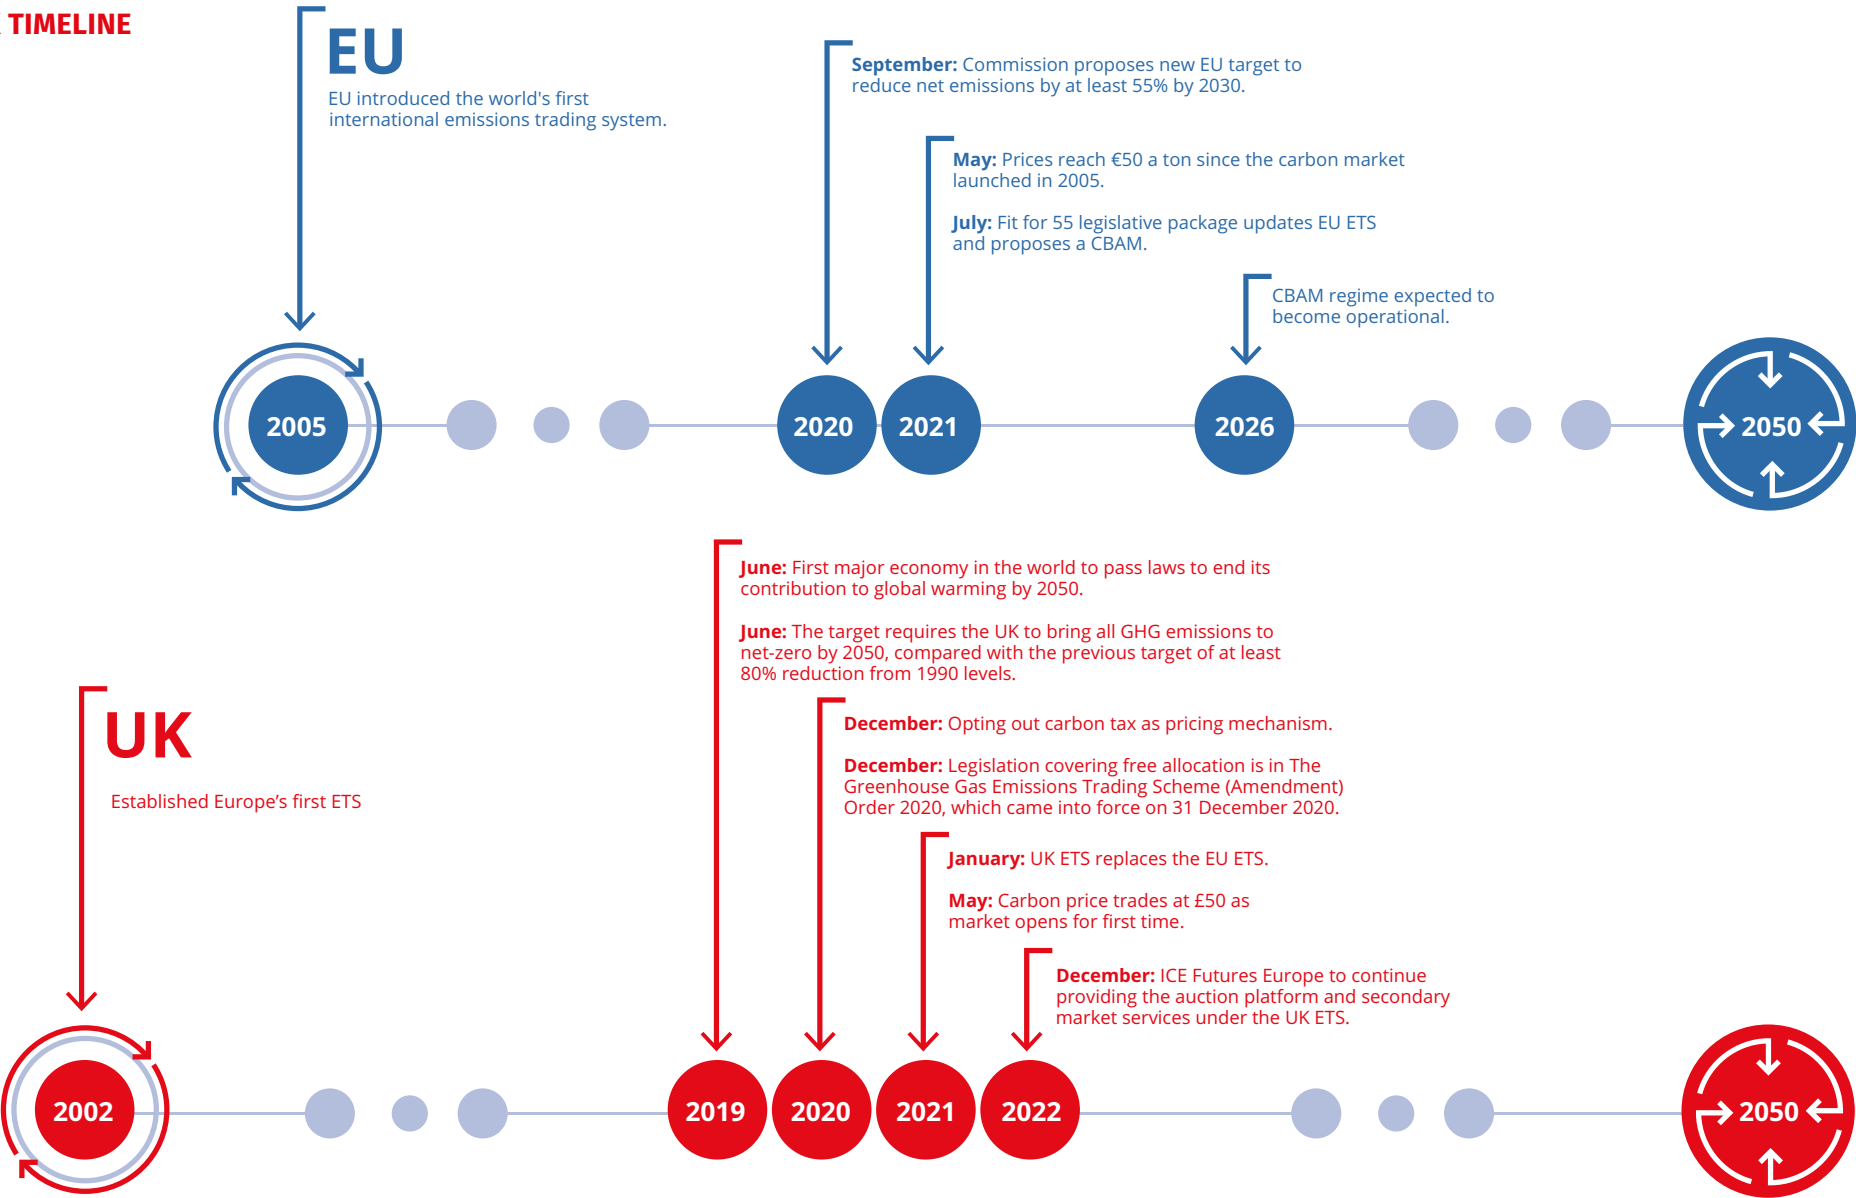 TIMELINE
EU
EU introduced the world's first
international emissions trading system.
September: Commission proposes new EU target to
reduce net emissions by at least 55% by 2030.
May: Prices reach €50 a ton since the carbon market
launched in 2005.
July: Fit for 55 legislative package updates EU ETS
and proposes a CBAM.
CBAM regime expected to
become operational.
2005
2020
2021
2026
2050
June: First major economy in the world to pass laws to end its
contribution to global warming by 2050.
June: The target requires the UK to bring all GHG emissions to
net-zero by 2050, compared with the previous target of at least
80% reduction from 1990 levels.
UK
Established Europe’s first ETS
December: Opting out carbon tax as pricing mechanism.
December: Legislation covering free allocation is in The
Greenhouse Gas Emissions Trading Scheme (Amendment)
Order 2020, which came into force on 31 December 2020.
January: UK ETS replaces the EU ETS.
May: Carbon price trades at £50 as
market opens for first time.
December: ICE Futures Europe to continue
providing the auction platform and secondary
market services under the UK ETS.
2002
2019
2020
2021
2022
2050